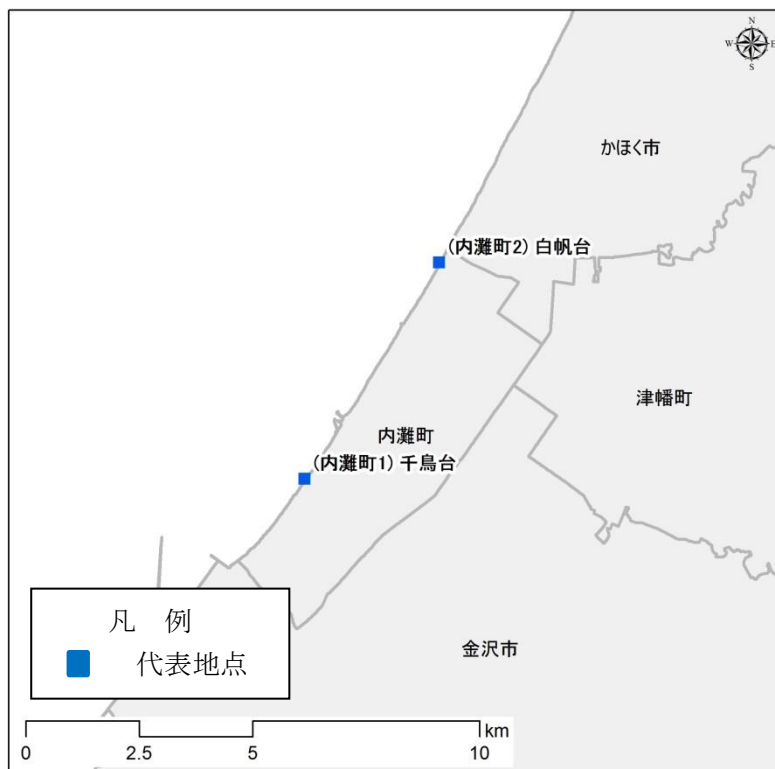 N
W E
S
かほく市
(内灘町2) 白帆台
津幡町
内灘町
(内灘町1) 千鳥台
凡 例
代表地点
金沢市
km
0 2.5 5 10